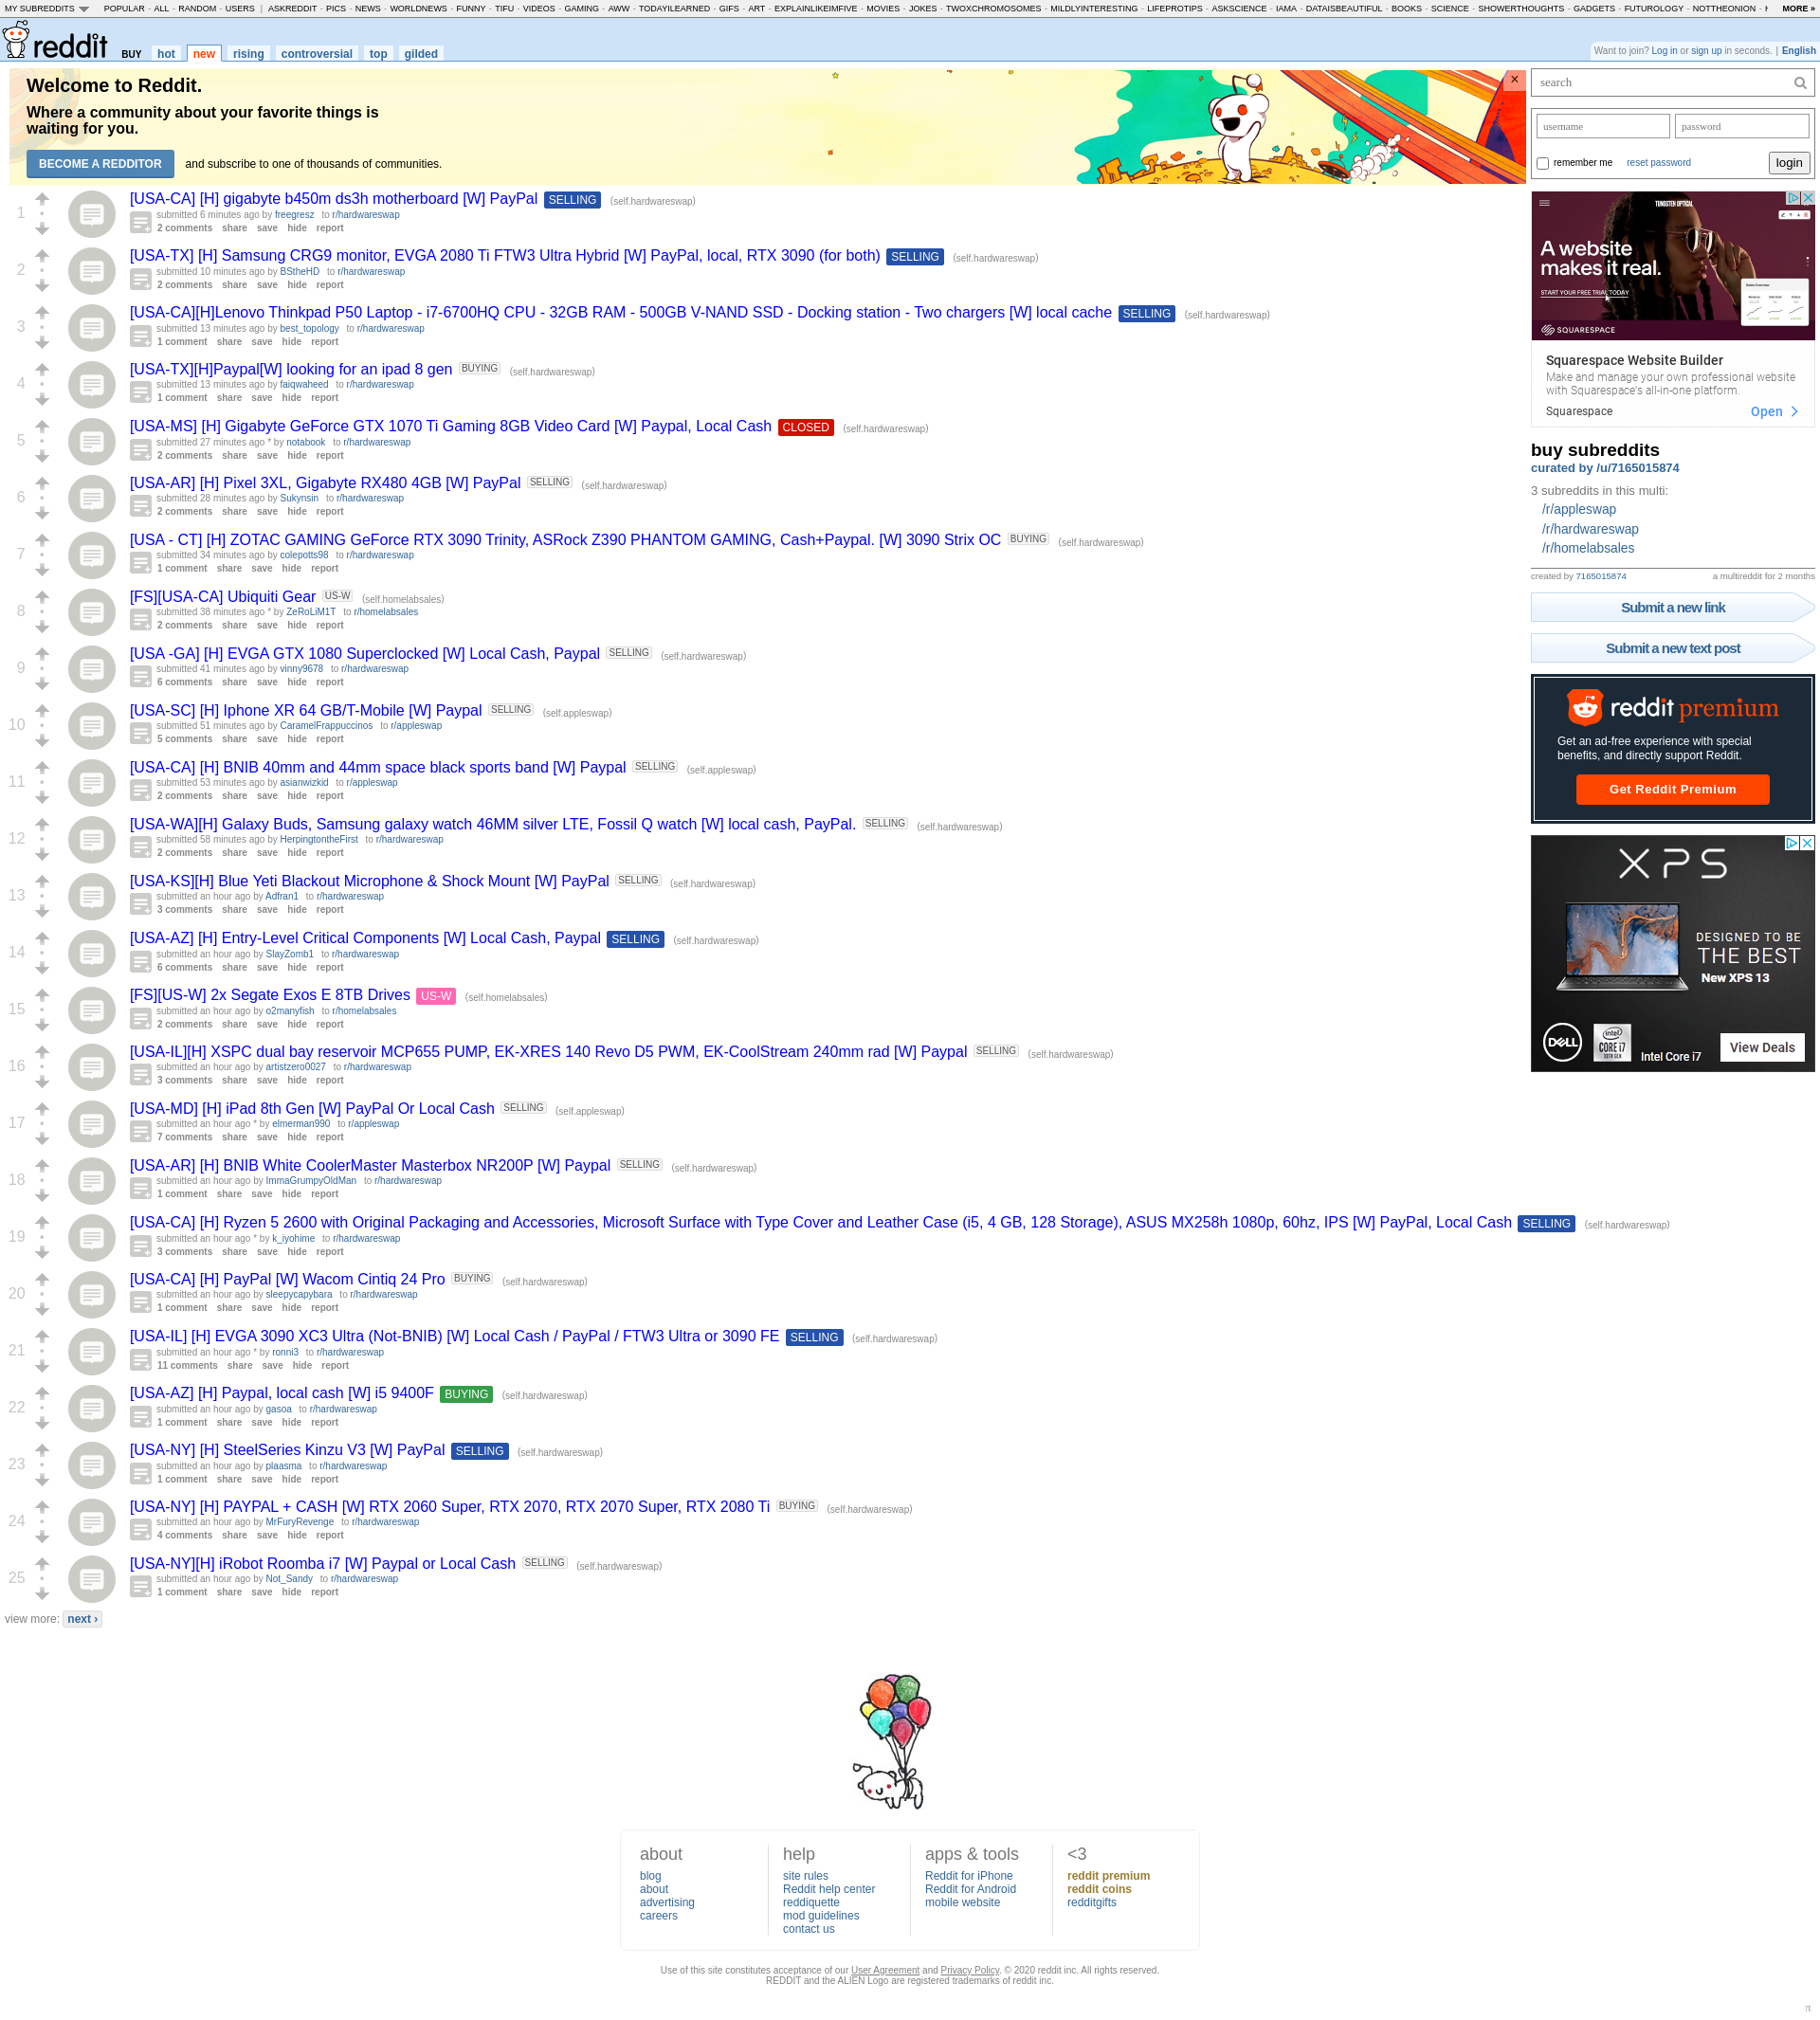 MY SUBREDDITS POPULAR - ALL - RANDOM - USERS | ASKREDDIT - PICS - NEWS - WORLDNEWS - FUNNY - TIFU - VIDEOS - GAMING - AWW - TODAYILEARNED - GIFS - ART - EXPLAINLIKEIMFIVE - MOVIES - JOKES - TWOXCHROMOSOMES - MILDLYINTERESTING - LIFEPROTIPS - ASKSCIENCE - IAMA - DATAISBEAUTIFUL - BOOKS - SCIENCE - SHOWERTHOUGHTS - GADGETS - FUTUROLOGY - NOTTHEONION - MORE »
reddit BUY hot new rising controversial top gilded
Want to join? Log in or sign up in seconds. | English
Welcome to Reddit.
Where a community about your favorite things is
waiting for you.
BECOME A REDDITOR and subscribe to one of thousands of communities.
1
[USA-CA] [H] gigabyte b450m ds3h motherboard [W] PayPal SELLING (self.hardwareswap)
submitted 6 minutes ago by freegresz to r/hardwareswap
2 comments share save hide report
2
[USA-TX] [H] Samsung CRG9 monitor, EVGA 2080 Ti FTW3 Ultra Hybrid [W] PayPal, local, RTX 3090 (for both) SELLING (self.hardwareswap)
submitted 10 minutes ago by BStheHD to r/hardwareswap
2 comments share save hide report
3
[USA-CA][H]Lenovo Thinkpad P50 Laptop - i7-6700HQ CPU - 32GB RAM - 500GB V-NAND SSD - Docking station - Two chargers [W] local cache SELLING (self.hardwareswap)
submitted 13 minutes ago by best_topology to r/hardwareswap
1 comment share save hide report
4
[USA-TX][H]Paypal[W] looking for an ipad 8 gen BUYING (self.hardwareswap)
submitted 13 minutes ago by faiqwaheed to r/hardwareswap
1 comment share save hide report
5
[USA-MS] [H] Gigabyte GeForce GTX 1070 Ti Gaming 8GB Video Card [W] Paypal, Local Cash CLOSED (self.hardwareswap)
submitted 27 minutes ago * by notabook to r/hardwareswap
2 comments share save hide report
6
[USA-AR] [H] Pixel 3XL, Gigabyte RX480 4GB [W] PayPal SELLING (self.hardwareswap)
submitted 28 minutes ago by Sukynsin to r/hardwareswap
2 comments share save hide report
7
[USA - CT] [H] ZOTAC GAMING GeForce RTX 3090 Trinity, ASRock Z390 PHANTOM GAMING, Cash+Paypal. [W] 3090 Strix OC BUYING (self.hardwareswap)
submitted 34 minutes ago by colepotts98 to r/hardwareswap
1 comment share save hide report
8
[FS][USA-CA] Ubiquiti Gear US-W (self.homelabsales)
submitted 38 minutes ago * by ZeRoLiM1T to r/homelabsales
2 comments share save hide report
9
[USA -GA] [H] EVGA GTX 1080 Superclocked [W] Local Cash, Paypal SELLING (self.hardwareswap)
submitted 41 minutes ago by vinny9678 to r/hardwareswap
6 comments share save hide report
10
[USA-SC] [H] Iphone XR 64 GB/T-Mobile [W] Paypal SELLING (self.appleswap)
submitted 51 minutes ago by CaramelFrappuccinos to r/appleswap
5 comments share save hide report
11
[USA-CA] [H] BNIB 40mm and 44mm space black sports band [W] Paypal SELLING (self.appleswap)
submitted 53 minutes ago by asianwizkid to r/appleswap
2 comments share save hide report
12
[USA-WA][H] Galaxy Buds, Samsung galaxy watch 46MM silver LTE, Fossil Q watch [W] local cash, PayPal. SELLING (self.hardwareswap)
submitted 58 minutes ago by HerpingtontheFirst to r/hardwareswap
2 comments share save hide report
13
[USA-KS][H] Blue Yeti Blackout Microphone & Shock Mount [W] PayPal SELLING (self.hardwareswap)
submitted an hour ago by Adfran1 to r/hardwareswap
3 comments share save hide report
14
[USA-AZ] [H] Entry-Level Critical Components [W] Local Cash, Paypal SELLING (self.hardwareswap)
submitted an hour ago by SlayZomb1 to r/hardwareswap
6 comments share save hide report
15
[FS][US-W] 2x Segate Exos E 8TB Drives US-W (self.homelabsales)
submitted an hour ago by o2manyfish to r/homelabsales
2 comments share save hide report
16
[USA-IL][H] XSPC dual bay reservoir MCP655 PUMP, EK-XRES 140 Revo D5 PWM, EK-CoolStream 240mm rad [W] Paypal SELLING (self.hardwareswap)
submitted an hour ago by artistzero0027 to r/hardwareswap
3 comments share save hide report
17
[USA-MD] [H] iPad 8th Gen [W] PayPal Or Local Cash SELLING (self.appleswap)
submitted an hour ago * by elmerman990 to r/appleswap
7 comments share save hide report
18
[USA-AR] [H] BNIB White CoolerMaster Masterbox NR200P [W] Paypal SELLING (self.hardwareswap)
submitted an hour ago by ImmaGrumpyOldMan to r/hardwareswap
1 comment share save hide report
19
[USA-CA] [H] Ryzen 5 2600 with Original Packaging and Accessories, Microsoft Surface with Type Cover and Leather Case (i5, 4 GB, 128 Storage), ASUS MX258h 1080p, 60hz, IPS [W] PayPal, Local Cash SELLING (self.hardwareswap)
submitted an hour ago * by k_iyohime to r/hardwareswap
3 comments share save hide report
20
[USA-CA] [H] PayPal [W] Wacom Cintiq 24 Pro BUYING (self.hardwareswap)
submitted an hour ago by sleepycapybara to r/hardwareswap
1 comment share save hide report
21
[USA-IL] [H] EVGA 3090 XC3 Ultra (Not-BNIB) [W] Local Cash / PayPal / FTW3 Ultra or 3090 FE SELLING (self.hardwareswap)
submitted an hour ago * by ronni3 to r/hardwareswap
11 comments share save hide report
22
[USA-AZ] [H] Paypal, local cash [W] i5 9400F BUYING (self.hardwareswap)
submitted an hour ago by gasoa to r/hardwareswap
1 comment share save hide report
23
[USA-NY] [H] SteelSeries Kinzu V3 [W] PayPal SELLING (self.hardwareswap)
submitted an hour ago by plaasma to r/hardwareswap
1 comment share save hide report
24
[USA-NY] [H] PAYPAL + CASH [W] RTX 2060 Super, RTX 2070, RTX 2070 Super, RTX 2080 Ti BUYING (self.hardwareswap)
submitted an hour ago by MrFuryRevenge to r/hardwareswap
4 comments share save hide report
25
[USA-NY][H] iRobot Roomba i7 [W] Paypal or Local Cash SELLING (self.hardwareswap)
submitted an hour ago by Not_Sandy to r/hardwareswap
1 comment share save hide report
view more: next ›
search
username password
remember me reset password login
TUNGSTEN OPTICAL
A website
makes it real.
START YOUR FREE TRIAL TODAY
SQUARESPACE
Squarespace Website Builder
Make and manage your own professional website
with Squarespace's all-in-one platform.
Squarespace Open
buy subreddits
curated by /u/7165015874
3 subreddits in this multi:
/r/appleswap
/r/hardwareswap
/r/homelabsales
created by 7165015874 a multireddit for 2 months
Submit a new link
Submit a new text post
reddit premium
Get an ad-free experience with special
benefits, and directly support Reddit.
Get Reddit Premium
XPS
DESIGNED TO BE
THE BEST
New XPS 13
DELL intel CORE i7 Intel Core i7 View Deals
about
blog
about
advertising
careers
help
site rules
Reddit help center
reddiquette
mod guidelines
contact us
apps & tools
Reddit for iPhone
Reddit for Android
mobile website
<3
reddit premium
reddit coins
redditgifts
Use of this site constitutes acceptance of our User Agreement and Privacy Policy. © 2020 reddit inc. All rights reserved.
REDDIT and the ALIEN Logo are registered trademarks of reddit inc.
π